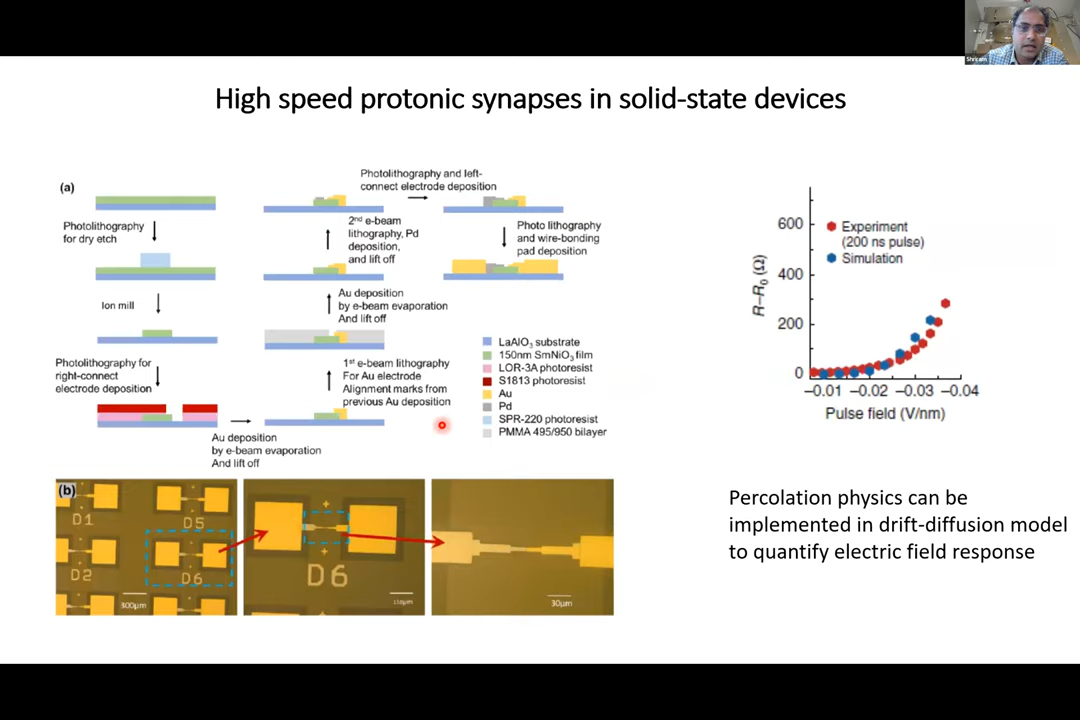 Shriram
High speed protonic synapses in solid-state devices
(a)
Photolithography
for dry etch
Ion mill
Photolithography for
right-connect
electrode deposition
Au deposition
by e-beam evaporation
And lift off
1st e-beam lithography
For Au electrode
Alignment marks from
previous Au deposition
Au deposition
by e-beam evaporation
And lift off
2nd e-beam
lithography, Pd
deposition,
and lift off
Photolithography and left-
connect electrode deposition
Photo lithography
and wire-bonding
pad deposition
LaAlO3 substrate
150nm SmNiO3 film
LOR-3A photoresist
S1813 photoresist
Au
Pd
SPR-220 photoresist
PMMA 495/950 bilayer
(b)
D1
D5
D2
D6
300μm
D6
30μm
R–R0 (Ω)
600
400
200
0
Experiment
(200 ns pulse)
Simulation
–0.01 –0.02 –0.03 –0.04
Pulse field (V/nm)
Percolation physics can be
implemented in drift-diffusion model
to quantify electric field response